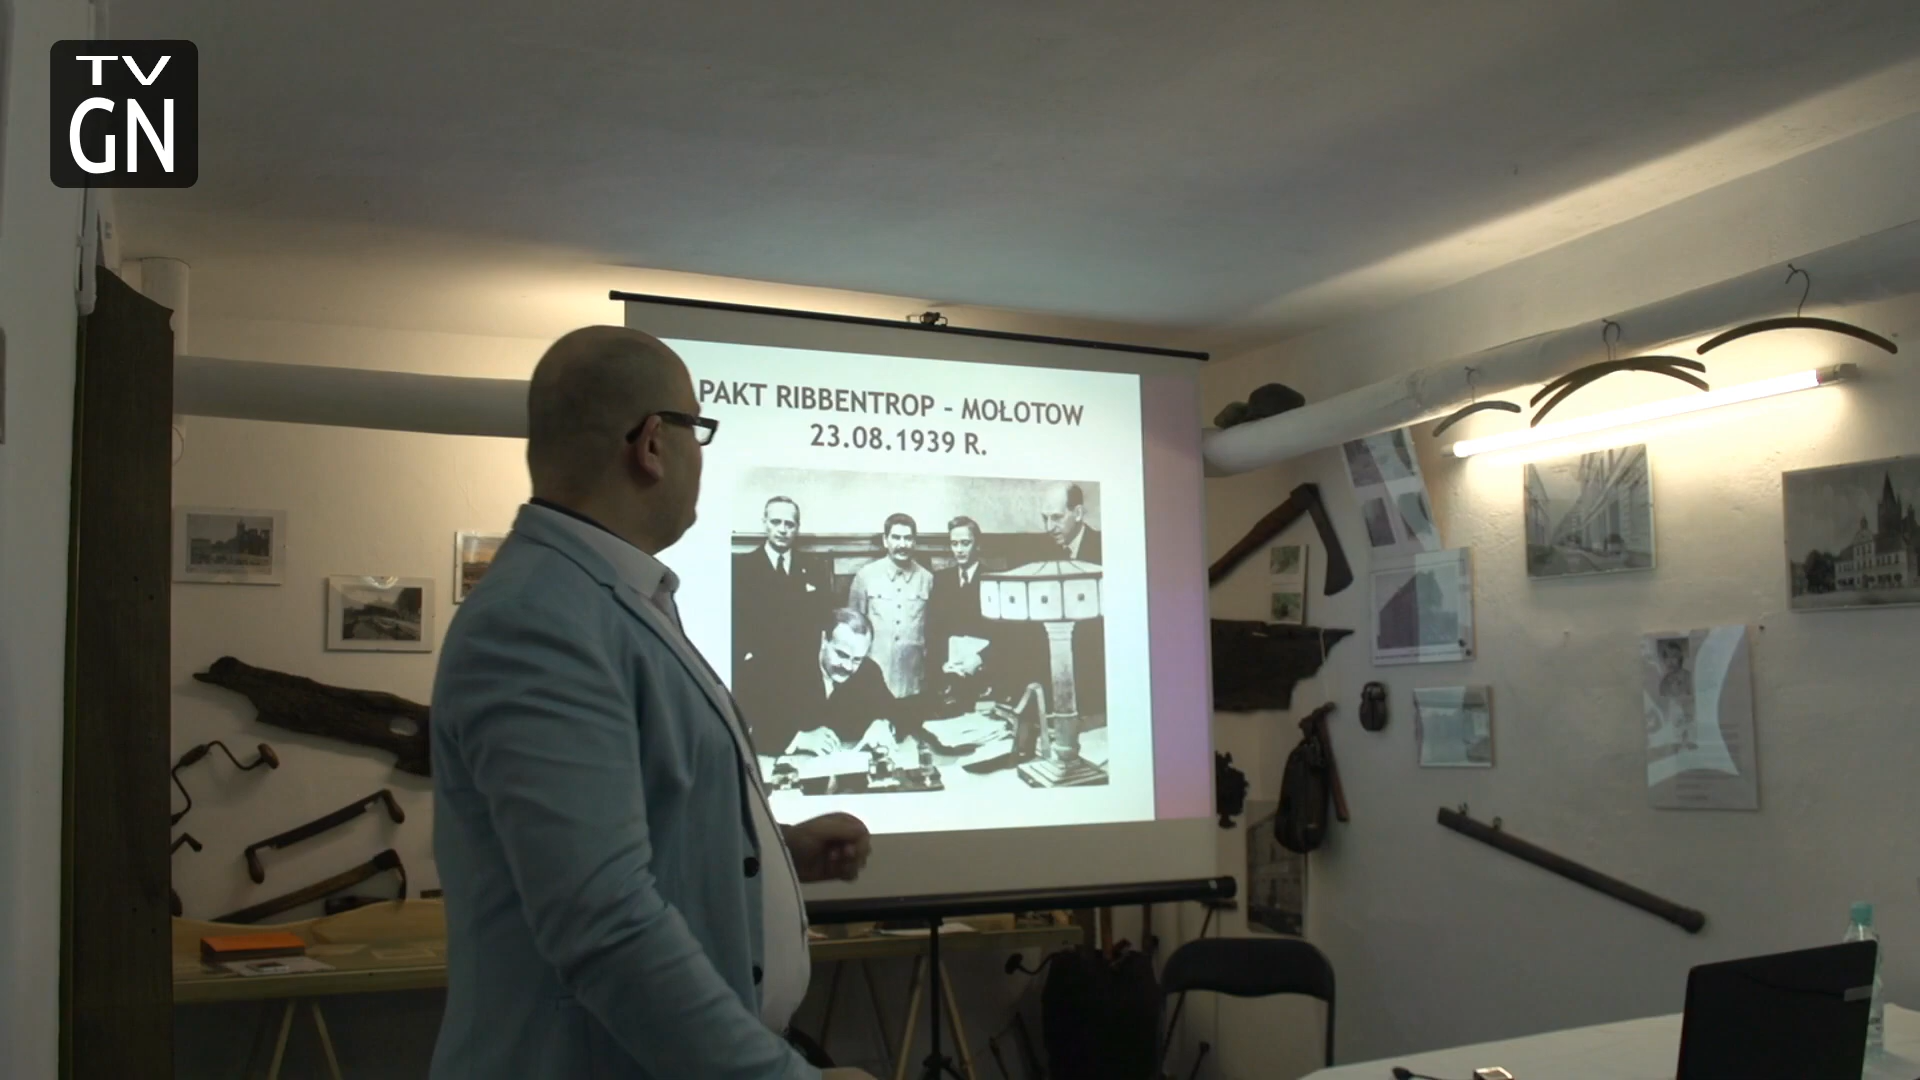 TV
GN
PAKT RIBBENTROP – MOŁOTOW
23.08.1939 R.